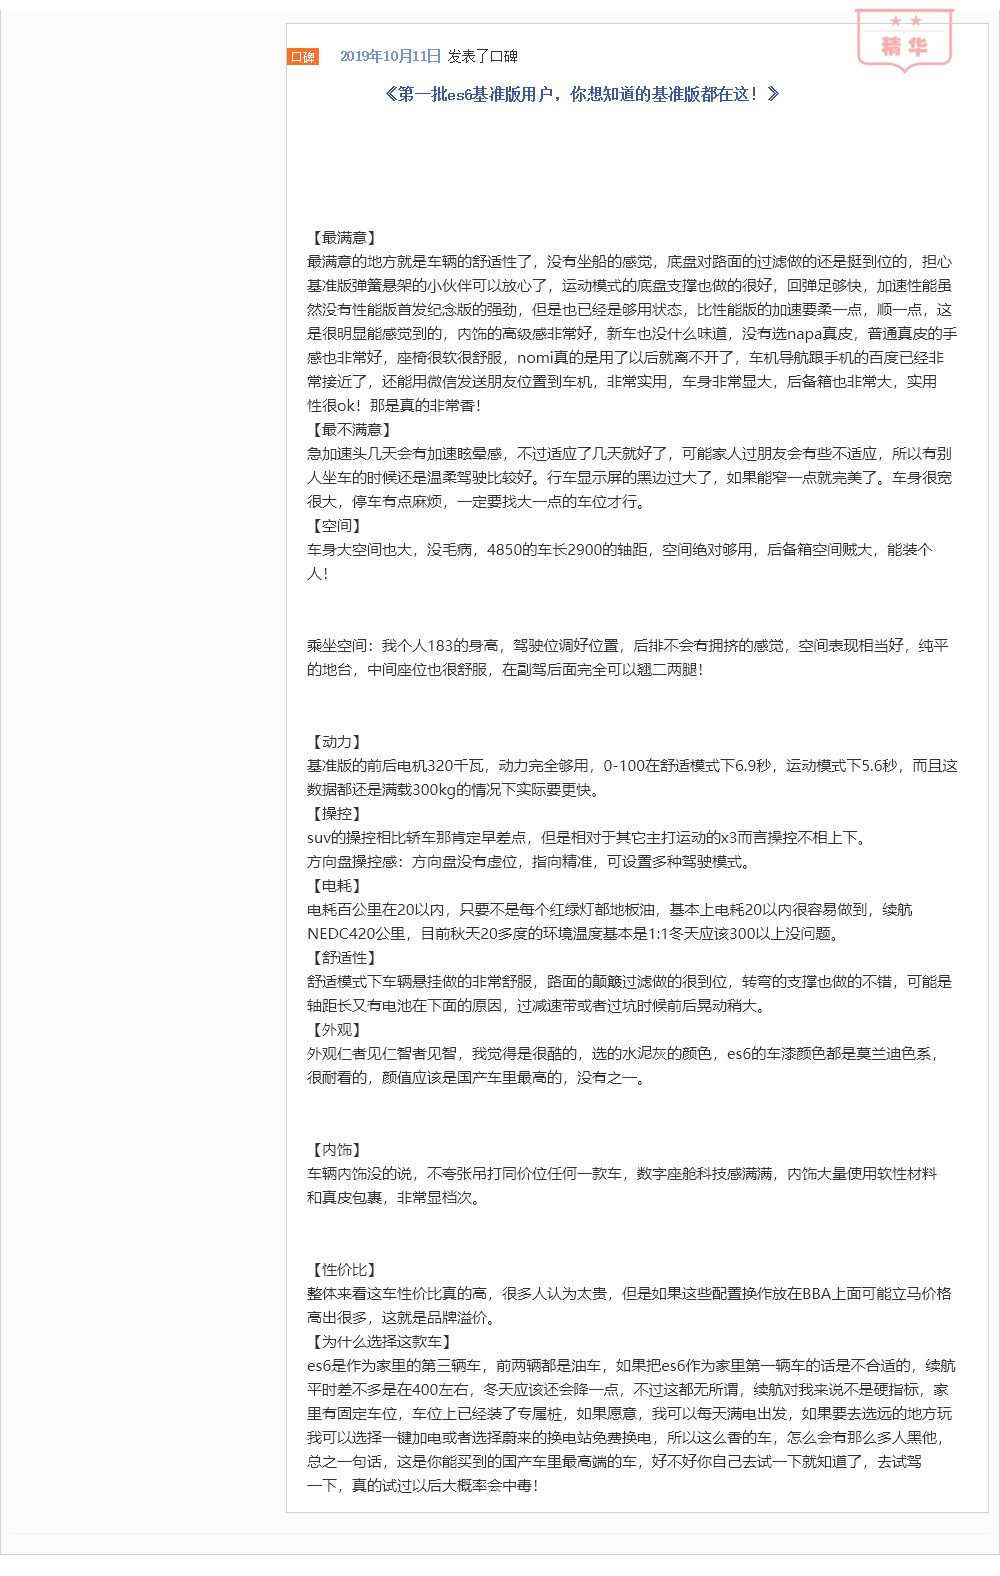 精华
口碑 2019年10月11日 发表了口碑
《第一批es6基准版用户，你想知道的基准版都在这！》
【最满意】
最满意的地方就是车辆的舒适性了，没有坐船的感觉，底盘对路面的过滤做的还是挺到位的，担心
基准版弹簧悬架的小伙伴可以放心了，运动模式的底盘支撑也做的很好，回弹足够快，加速性能虽
然没有性能版首发纪念版的强劲，但是也已经是够用状态，比性能版的加速要柔一点，顺一点，这
是很明显能感觉到的，内饰的高级感非常好，新车也没什么味道，没有选napa真皮，普通真皮的手
感也非常好，座椅很软很舒服，nomi真的是用了以后就离不开了，车机导航跟手机的百度已经非
常接近了，还能用微信发送朋友位置到车机，非常实用，车身非常显大，后备箱也非常大，实用
性很ok！那是真的非常香！
【最不满意】
急加速头几天会有加速眩晕感，不过适应了几天就好了，可能家人过朋友会有些不适应，所以有别
人坐车的时候还是温柔驾驶比较好。行车显示屏的黑边过大了，如果能窄一点就完美了。车身很宽
很大，停车有点麻烦，一定要找大一点的车位才行。
【空间】
车身大空间也大，没毛病，4850的车长2900的轴距，空间绝对够用，后备箱空间贼大，能装个
人！
乘坐空间：我个人183的身高，驾驶位调好位置，后排不会有拥挤的感觉，空间表现相当好，纯平
的地台，中间座位也很舒服，在副驾后面完全可以翘二两腿！
【动力】
基准版的前后电机320千瓦，动力完全够用，0-100在舒适模式下6.9秒，运动模式下5.6秒，而且这
数据都还是满载300kg的情况下实际要更快。
【操控】
suv的操控相比轿车那肯定早差点，但是相对于其它主打运动的x3而言操控不相上下。
方向盘操控感：方向盘没有虚位，指向精准，可设置多种驾驶模式。
【电耗】
电耗百公里在20以内，只要不是每个红绿灯都地板油，基本上电耗20以内很容易做到，续航
NEDC420公里，目前秋天20多度的环境温度基本是1:1冬天应该300以上没问题。
【舒适性】
舒适模式下车辆悬挂做的非常舒服，路面的颠簸过滤做的很到位，转弯的支撑也做的不错，可能是
轴距长又有电池在下面的原因，过减速带或者过坑时候前后晃动稍大。
【外观】
外观仁者见仁智者见智，我觉得是很酷的，选的水泥灰的颜色，es6的车漆颜色都是莫兰迪色系，
很耐看的，颜值应该是国产车里最高的，没有之一。
【内饰】
车辆内饰没的说，不夸张吊打同价位任何一款车，数字座舱科技感满满，内饰大量使用软性材料
和真皮包裹，非常显档次。
【性价比】
整体来看这车性价比真的高，很多人认为太贵，但是如果这些配置换作放在BBA上面可能立马价格
高出很多，这就是品牌溢价。
【为什么选择这款车】
es6是作为家里的第三辆车，前两辆都是油车，如果把es6作为家里第一辆车的话是不合适的，续航
平时差不多是在400左右，冬天应该还会降一点，不过这都无所谓，续航对我来说不是硬指标，家
里有固定车位，车位上已经装了专属桩，如果愿意，我可以每天满电出发，如果要去选远的地方玩
我可以选择一键加电或者选择蔚来的换电站免费换电，所以这么香的车，怎么会有那么多人黑他，
总之一句话，这是你能买到的国产车里最高端的车，好不好你自己去试一下就知道了，去试驾
一下，真的试过以后大概率会中毒！